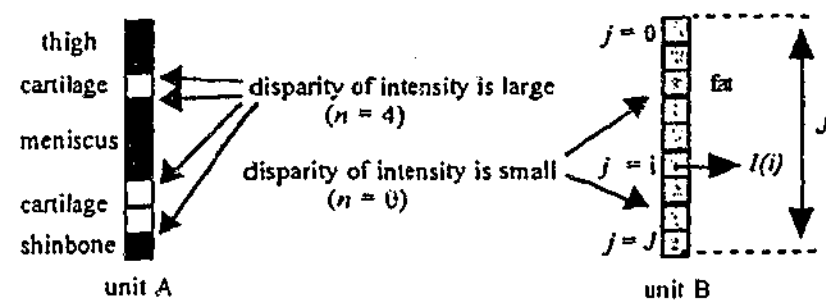 thigh
cartilage
meniscus
cartilage
shinbone
unit A
disparity of intensity is large
(n = 4)
disparity of intensity is small
(n = 0)
j = 0
fat
j = i
I(i)
j = J
J
unit B